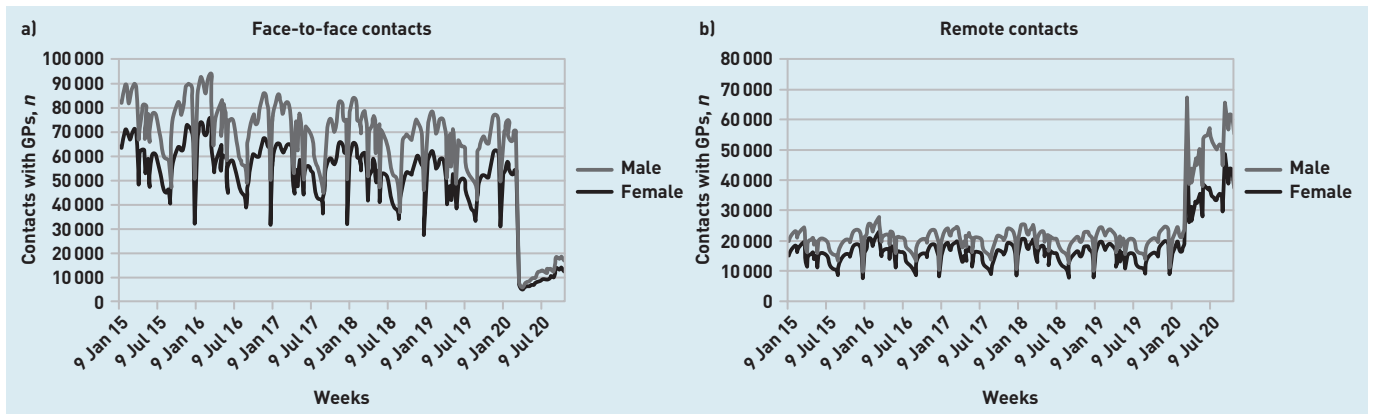 a) Face-to-face contacts
Contacts with GPs, n
100 000
90 000
80 000
70 000
60 000
50 000
40 000
30 000
20 000
10 000
0
9 Jan 15
9 Jul 15
9 Jan 16
9 Jul 16
9 Jan 17
9 Jul 17
9 Jan 18
9 Jul 18
9 Jan 19
9 Jul 19
9 Jan 20
9 Jul 20
Weeks
Male
Female
b) Remote contacts
Contacts with GPs, n
80 000
70 000
60 000
50 000
40 000
30 000
20 000
10 000
0
9 Jan 15
9 Jul 15
9 Jan 16
9 Jul 16
9 Jan 17
9 Jul 17
9 Jan 18
9 Jul 18
9 Jan 19
9 Jul 19
9 Jan 20
9 Jul 20
Weeks
Male
Female